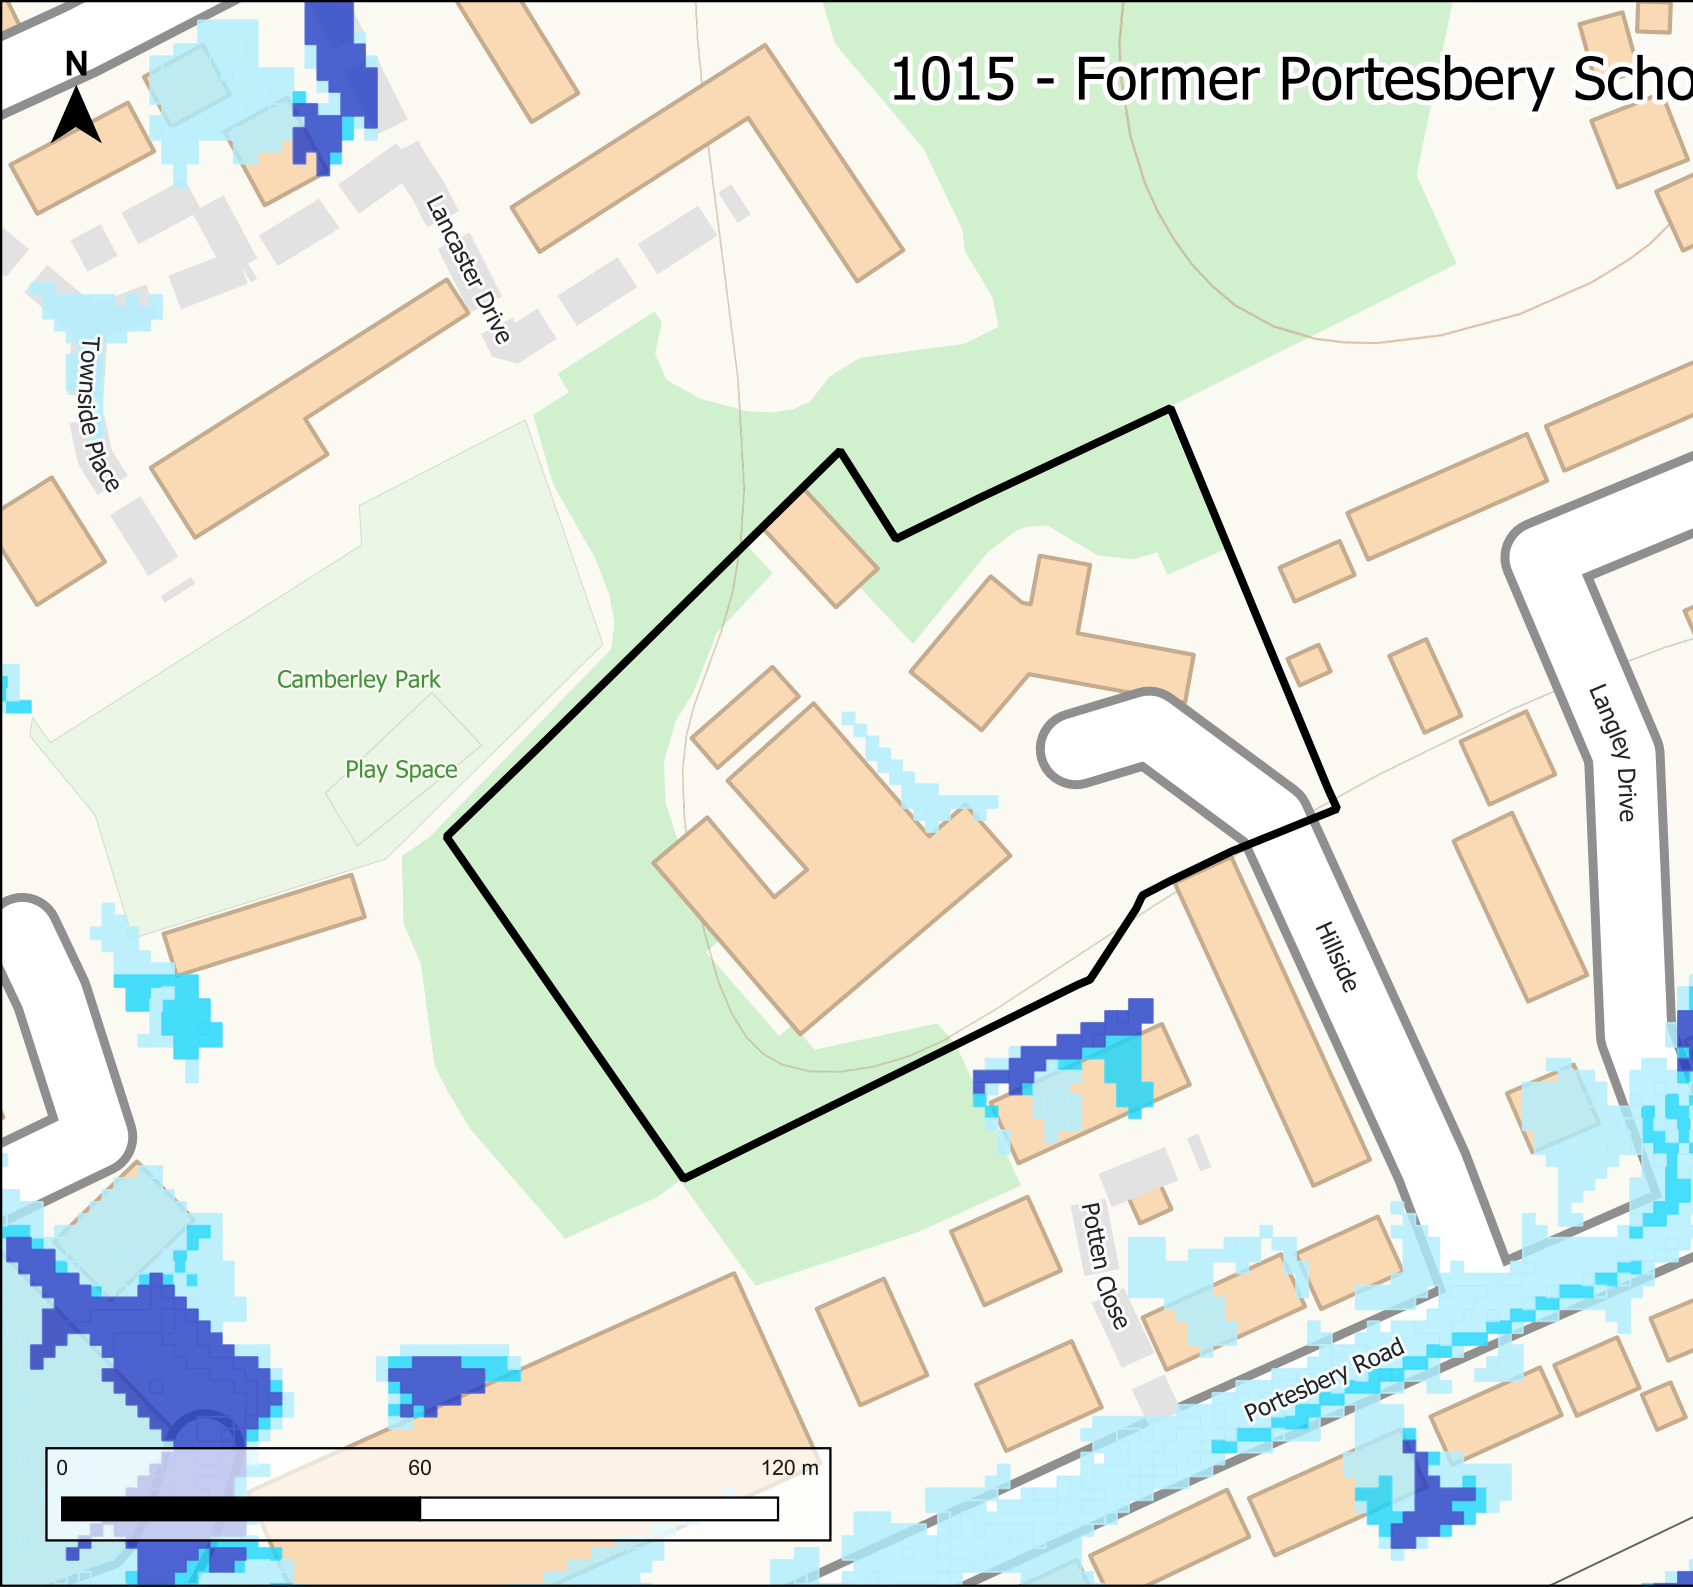 N
1015 - Former Portesbery Scho
Lancaster Drive
Townside Place
Camberley Park
Play Space
Langley Drive
Hillside
Potten Close
Portesbery Road
0 60 120 m